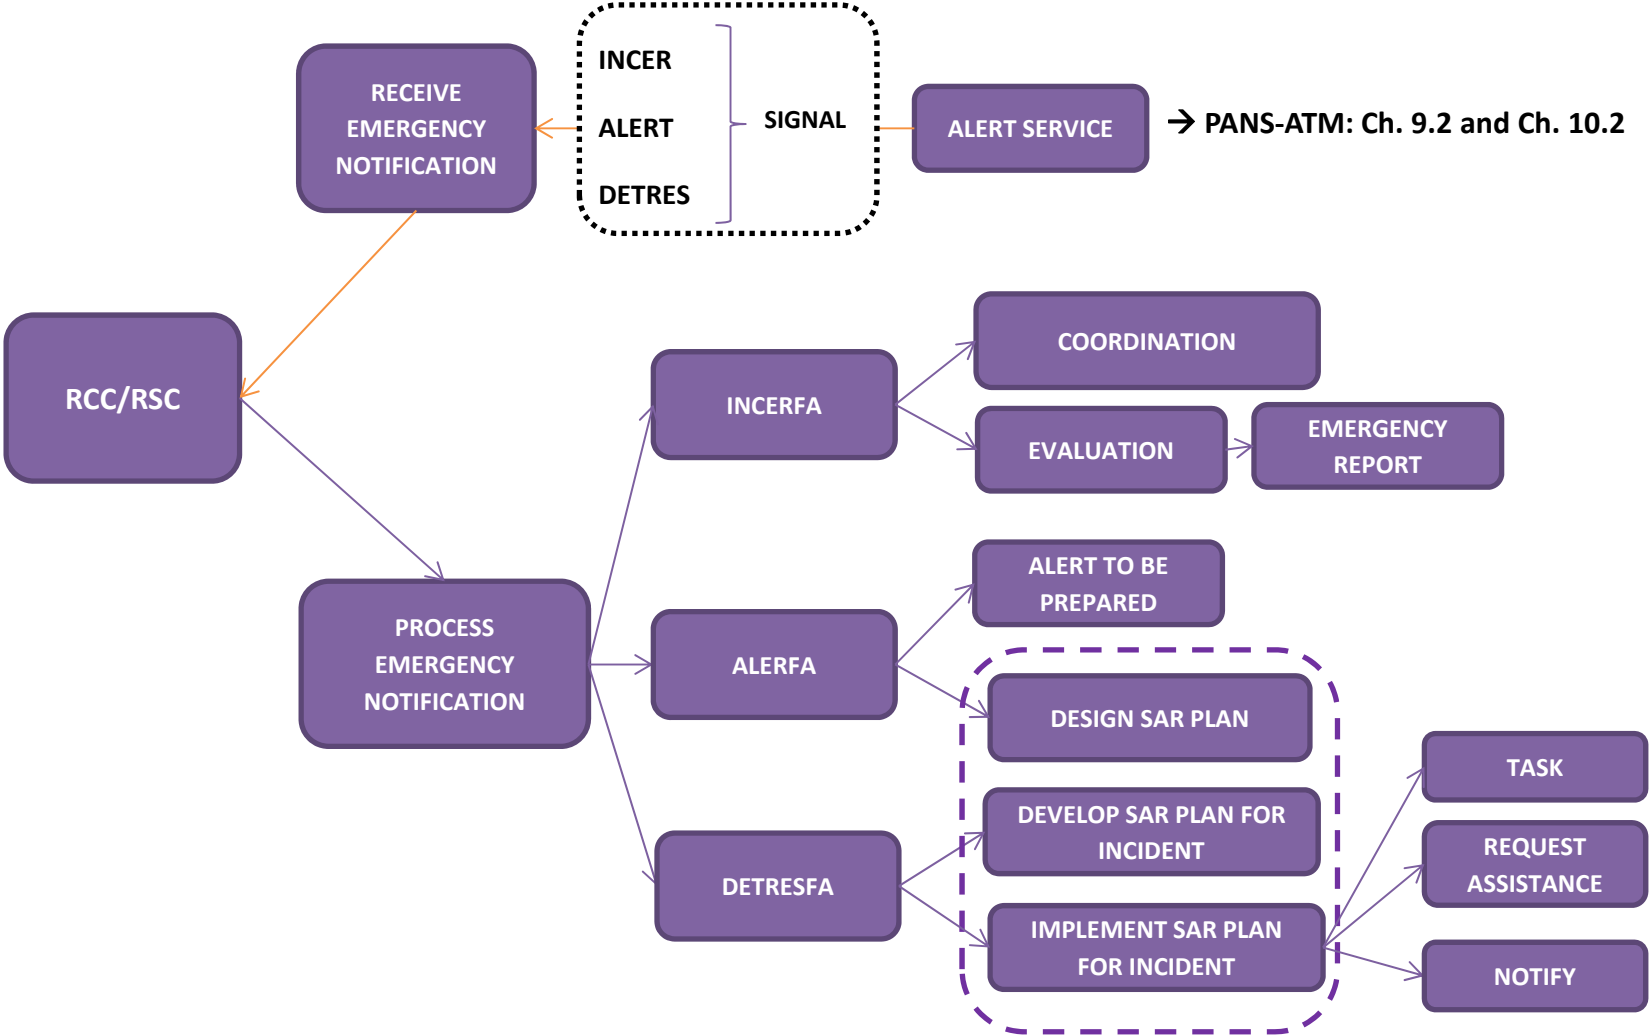 RECEIVE
EMERGENCY
NOTIFICATION
INCER
ALERT
DETRES
SIGNAL
ALERT SERVICE
→ PANS-ATM: Ch. 9.2 and Ch. 10.2
RCC/RSC
PROCESS
EMERGENCY
NOTIFICATION
INCERFA
COORDINATION
EVALUATION
EMERGENCY
REPORT
ALERFA
ALERT TO BE
PREPARED
DESIGN SAR PLAN
DETRESFA
DEVELOP SAR PLAN FOR
INCIDENT
IMPLEMENT SAR PLAN
FOR INCIDENT
TASK
REQUEST
ASSISTANCE
NOTIFY